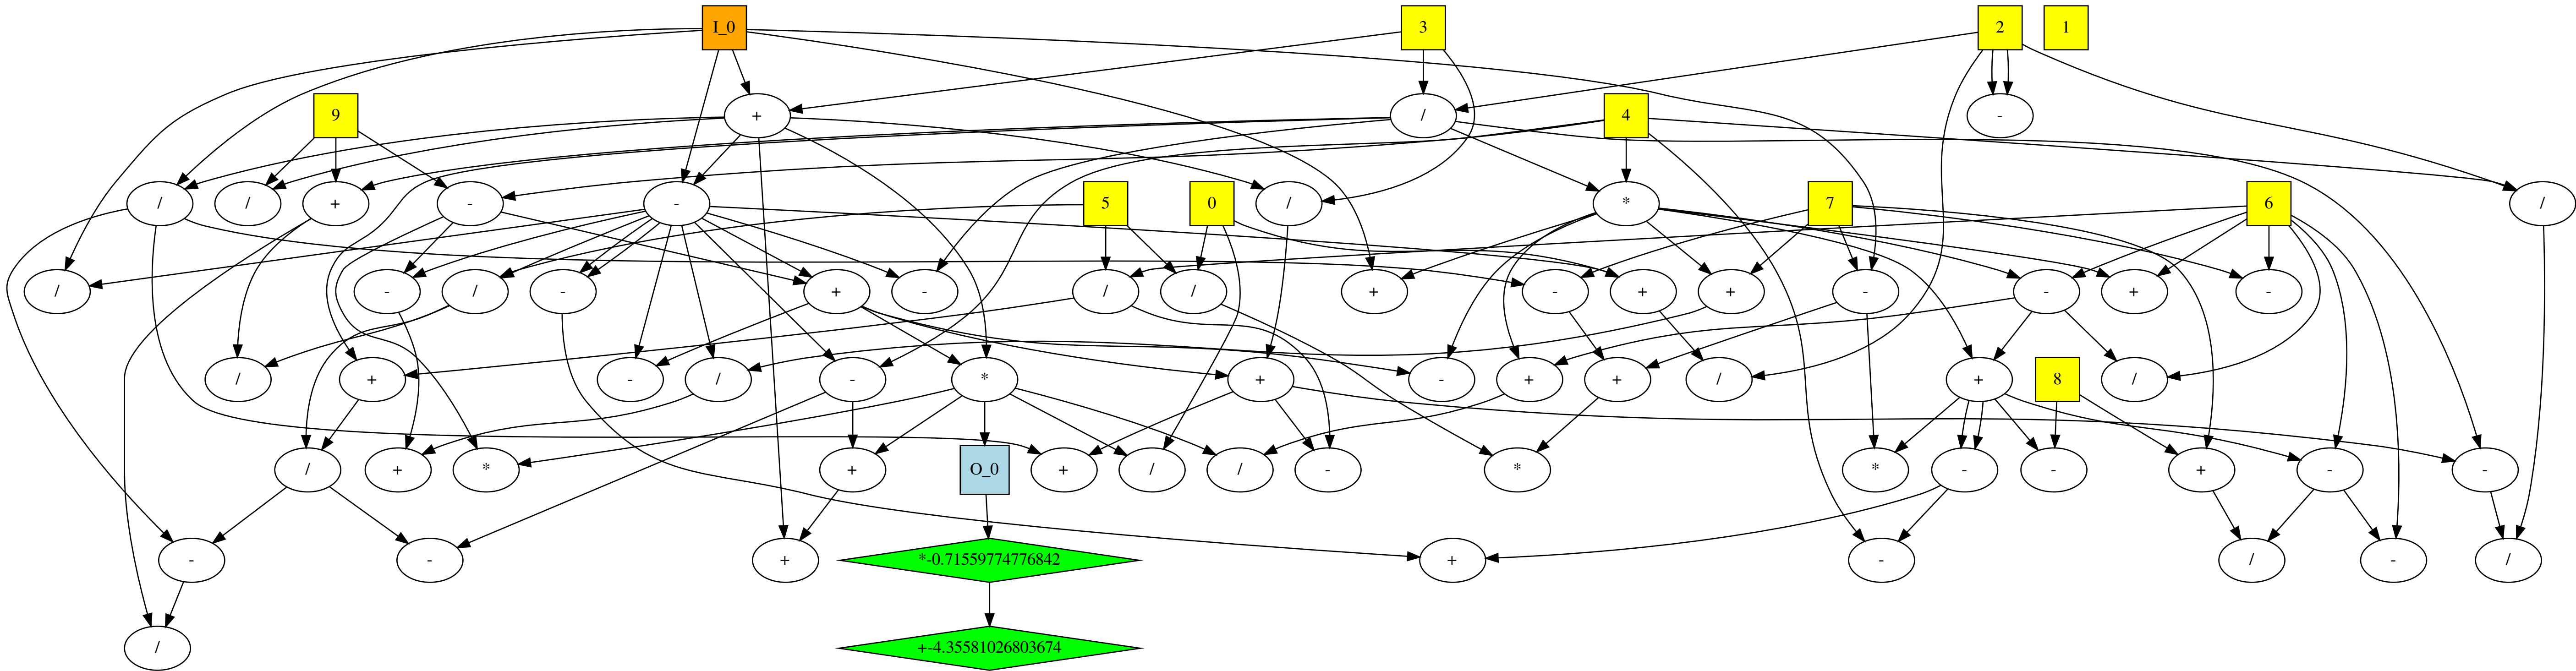 I_0 3 2 1
9 + / 4 -
/ / + - - 5 0 / * 7 6 /
/ - / - + - / / + - + + - - + -
/ + - / - * + - + + / + 8 /
/ + * + O_0 + / / - * * - - + - -
- - + *-0.71559774776842 + - / - /
/ +-4.35581026803674